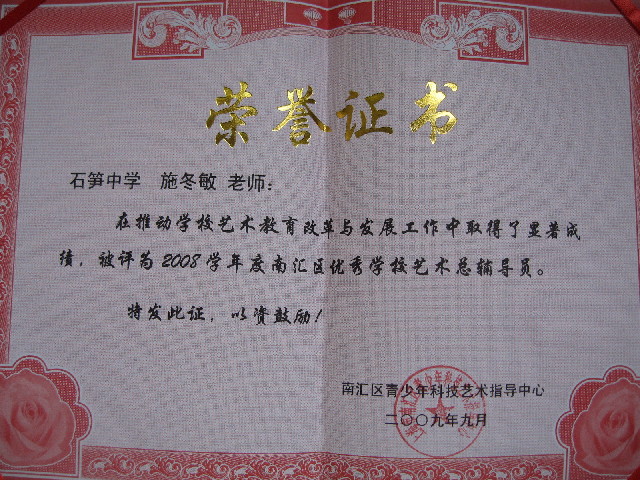 荣誉证书
石笋中学 施冬敏 老师：
在推动学校艺术教育改革与发展工作中取得了显著成
绩，被评为2008学年度南汇区优秀学校艺术总辅导员。
特发此证，以资鼓励！
南汇区青少年科技艺术指导中心
二〇〇九年九月